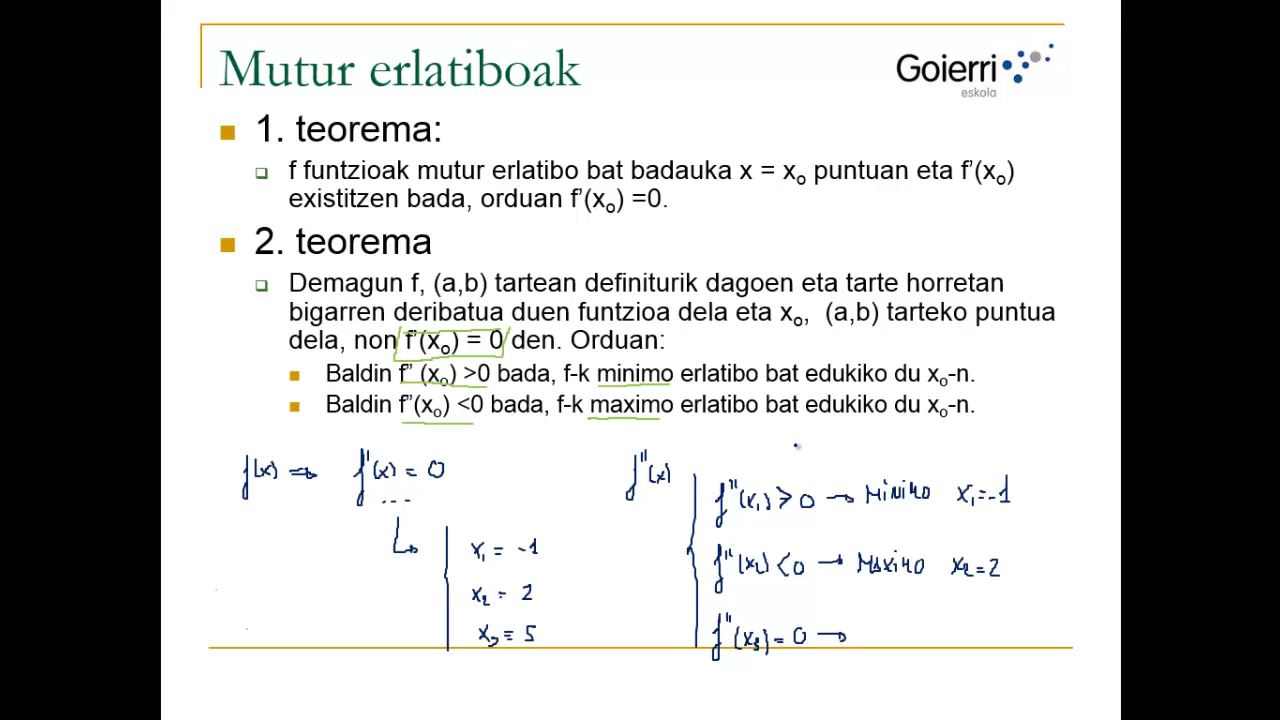 Mutur erlatiboak
Goierri
eskola
1. teorema:
f funtzioak mutur erlatibo bat badauka x = xₒ puntuan eta f’(xₒ)
existitzen bada, orduan f’(xₒ) =0.
2. teorema
Demagun f, (a,b) tartean definiturik dagoen eta tarte horretan
bigarren deribatua duen funtzioa dela eta xₒ, (a,b) tarteko puntua
dela, non f’(xₒ) = 0 den. Orduan:
Baldin f’’ (xₒ) >0 bada, f-k minimo erlatibo bat edukiko du xₒ-n.
Baldin f’’(xₒ) <0 bada, f-k maximo erlatibo bat edukiko du xₒ-n.
f(x) → f'(x) = 0
...
x₁ = -1
x₂ = 2
x₃ = 5
f''(x)
f''(x₁) > 0 → MINIMO x₁=-1
f''(x₂) < 0 → MAXIMO x₂=2
f''(x₃) = 0 →